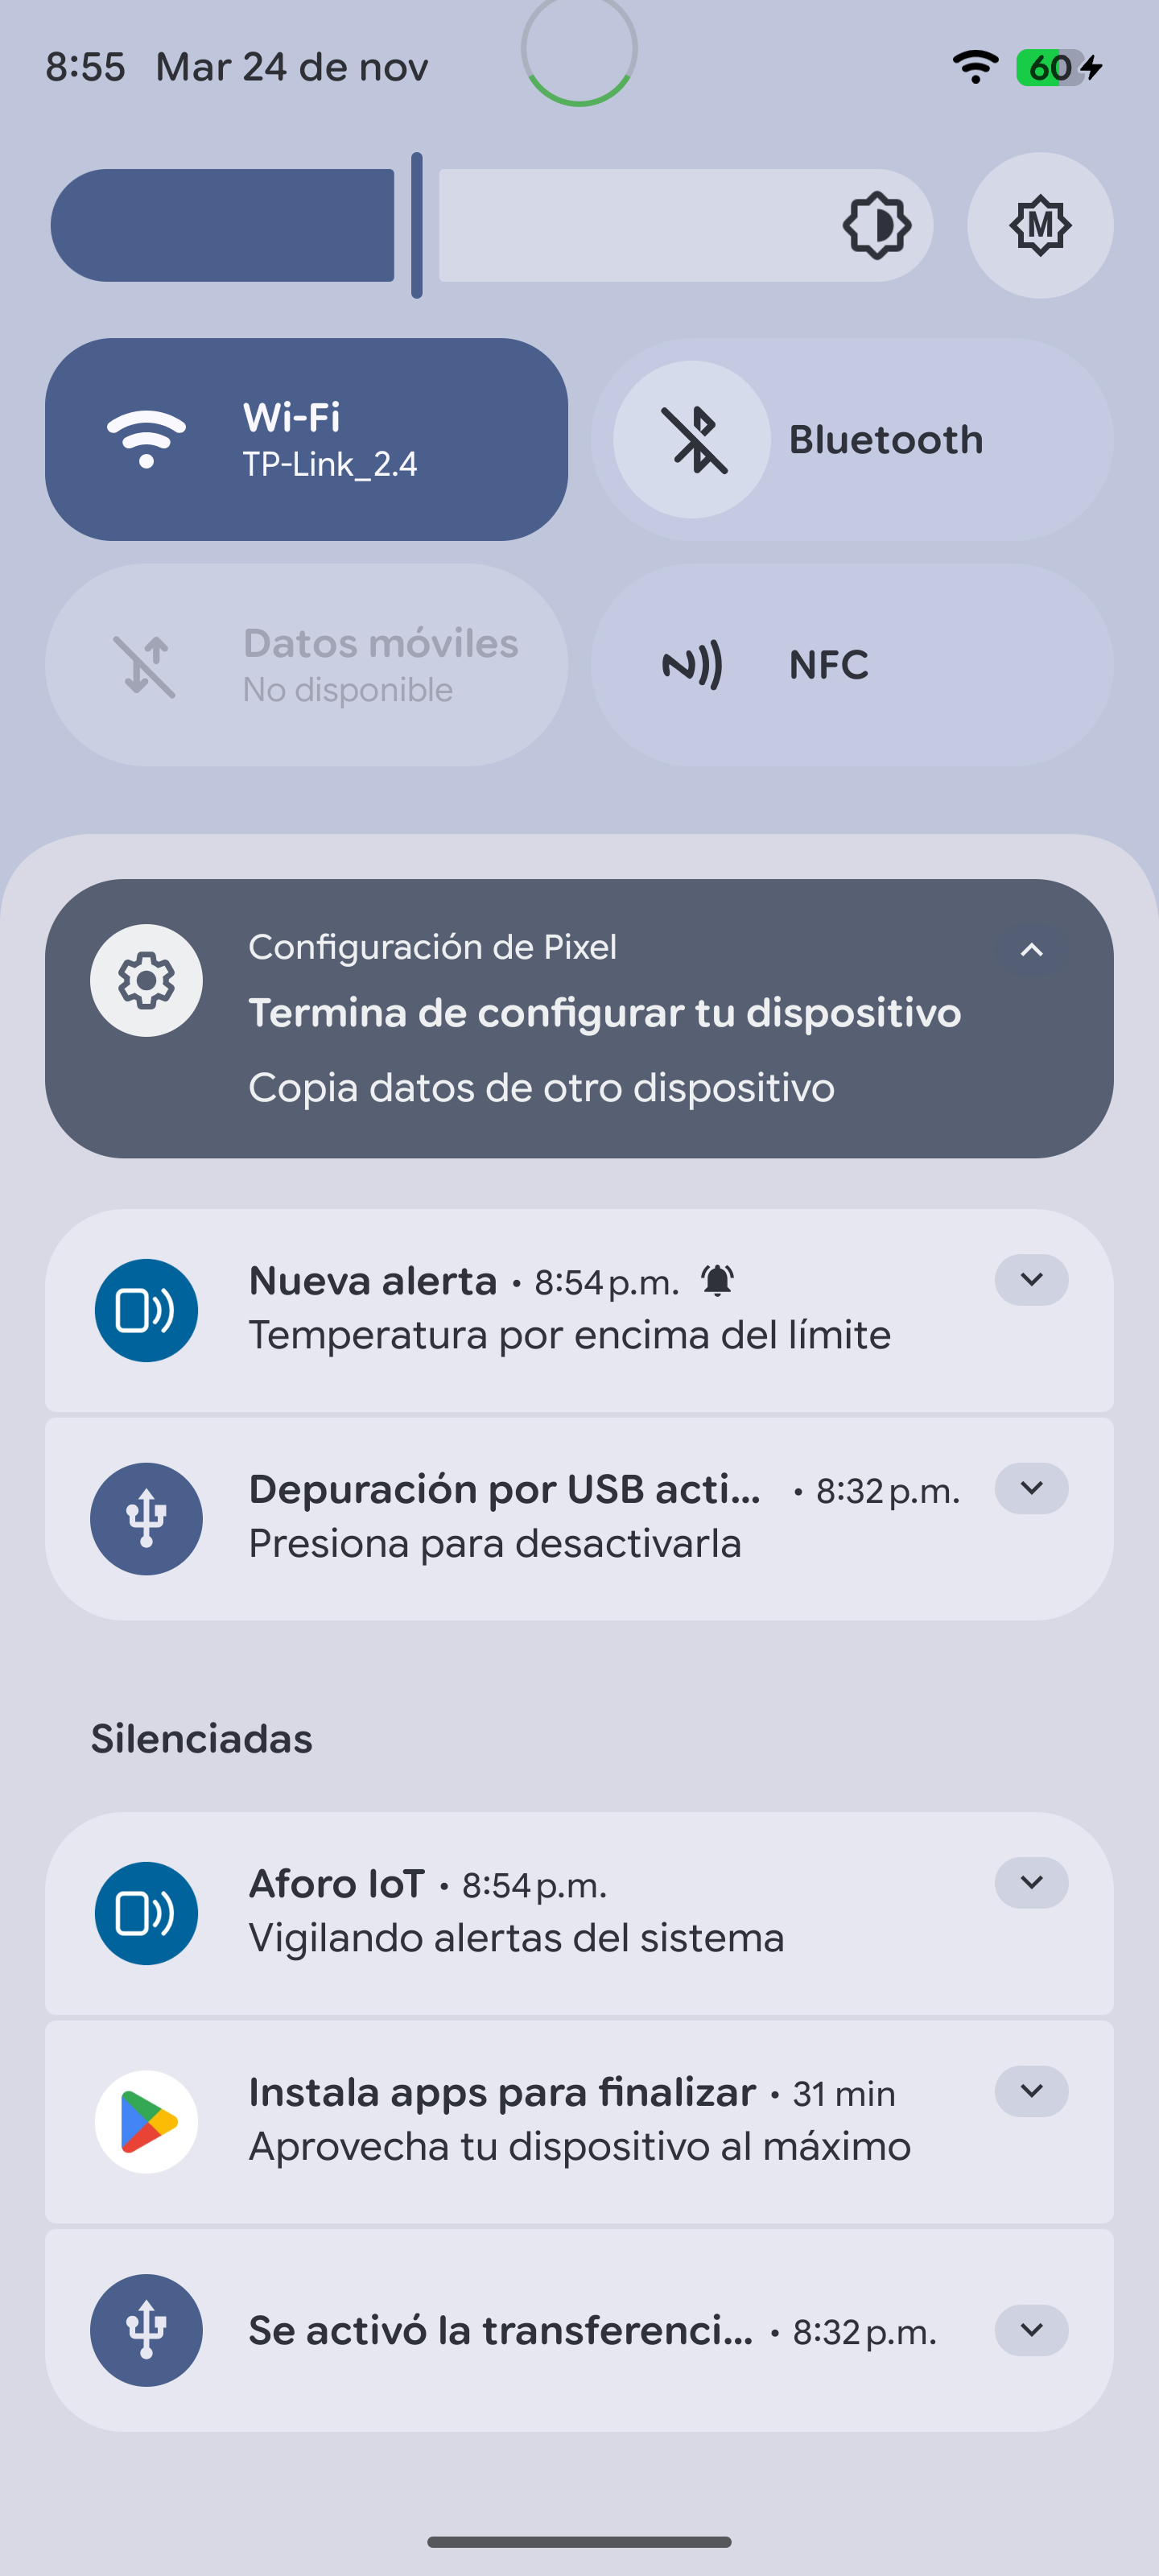 8:55 Mar 24 de nov
60
M
Wi-Fi
TP-Link_2.4
Bluetooth
Datos móviles
No disponible
NFC
Configuración de Pixel
Termina de configurar tu dispositivo
Copia datos de otro dispositivo
Nueva alerta • 8:54 p.m.
Temperatura por encima del límite
Depuración por USB acti... • 8:32 p.m.
Presiona para desactivarla
Silenciadas
Aforo IoT • 8:54 p.m.
Vigilando alertas del sistema
Instala apps para finalizar • 31 min
Aprovecha tu dispositivo al máximo
Se activó la transferenci... • 8:32 p.m.